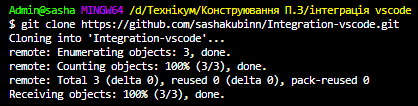 Admin@sasha MINGW64 /d/Технікум/Конструювання П.З/інтеграція vscode
$ git clone https://github.com/sashakubinn/Integration-vscode.git
Cloning into 'Integration-vscode'...
remote: Enumerating objects: 3, done.
remote: Counting objects: 100% (3/3), done.
remote: Total 3 (delta 0), reused 0 (delta 0), pack-reused 0
Receiving objects: 100% (3/3), done.